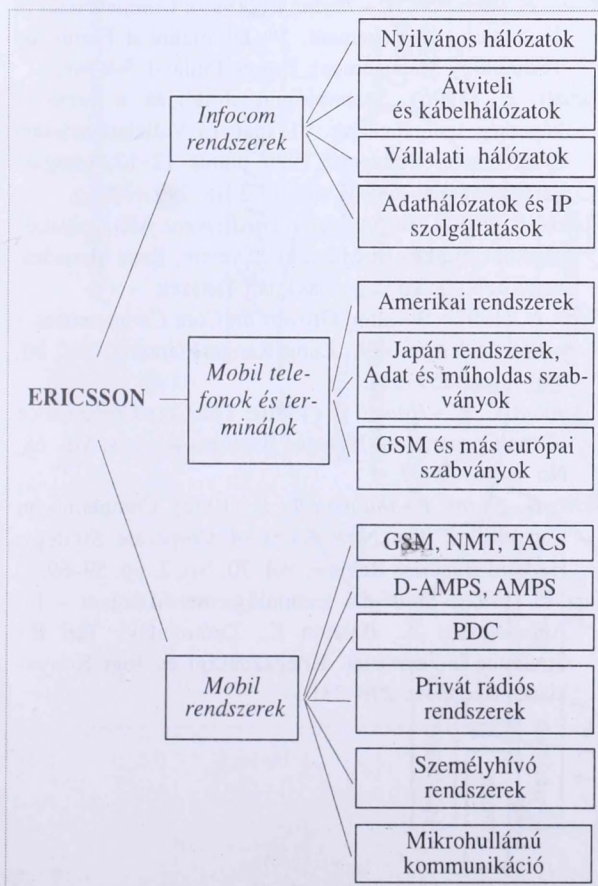 Nyilvános hálózatok
Infocom
rendszerek
Átviteli
és kábelhálózatok
Vállalati hálózatok
Adathálózatok és IP
szolgáltatások
ERICSSON
Mobil tele-
fonok és ter-
minálok
Amerikai rendszerek
Japán rendszerek,
Adat és műholdas szab-
ványok
GSM és más európai
szabványok
Mobil
rendszerek
GSM, NMT, TACS
D-AMPS, AMPS
PDC
Privát rádiós
rendszerek
Személyhívó
rendszerek
Mikrohullámú
kommunikáció